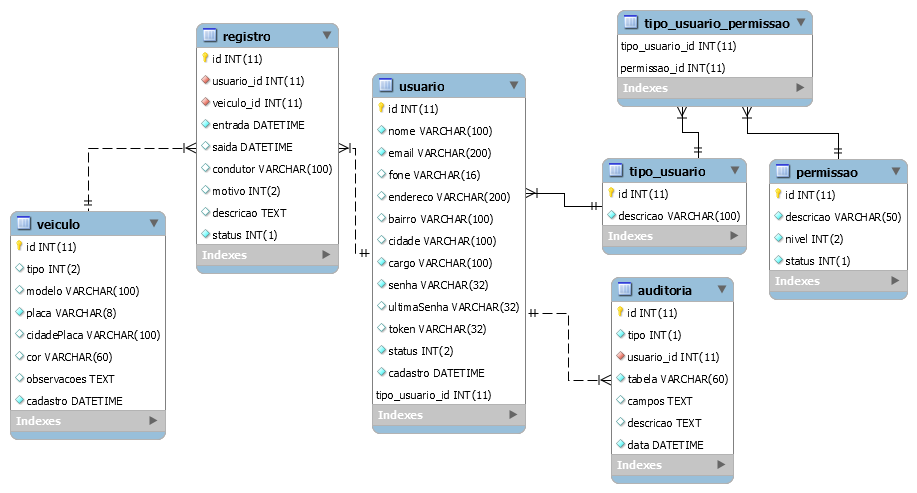 registro
id INT(11)
usuario_id INT(11)
veiculo_id INT(11)
entrada DATETIME
saida DATETIME
condutor VARCHAR(100)
motivo INT(2)
descricao TEXT
status INT(1)
Indexes
veiculo
id INT(11)
tipo INT(2)
modelo VARCHAR(100)
placa VARCHAR(8)
cidadePlaca VARCHAR(100)
cor VARCHAR(60)
observacoes TEXT
cadastro DATETIME
Indexes
usuario
id INT(11)
nome VARCHAR(100)
email VARCHAR(200)
fone VARCHAR(16)
endereco VARCHAR(200)
bairro VARCHAR(100)
cidade VARCHAR(100)
cargo VARCHAR(100)
senha VARCHAR(32)
ultimaSenha VARCHAR(32)
token VARCHAR(32)
status INT(2)
cadastro DATETIME
tipo_usuario_id INT(11)
Indexes
tipo_usuario_permissao
tipo_usuario_id INT(11)
permissao_id INT(11)
Indexes
tipo_usuario
id INT(11)
descricao VARCHAR(100)
Indexes
permissao
id INT(11)
descricao VARCHAR(50)
nivel INT(2)
status INT(1)
Indexes
auditoria
id INT(11)
tipo INT(1)
usuario_id INT(11)
tabela VARCHAR(60)
campos TEXT
descricao TEXT
data DATETIME
Indexes